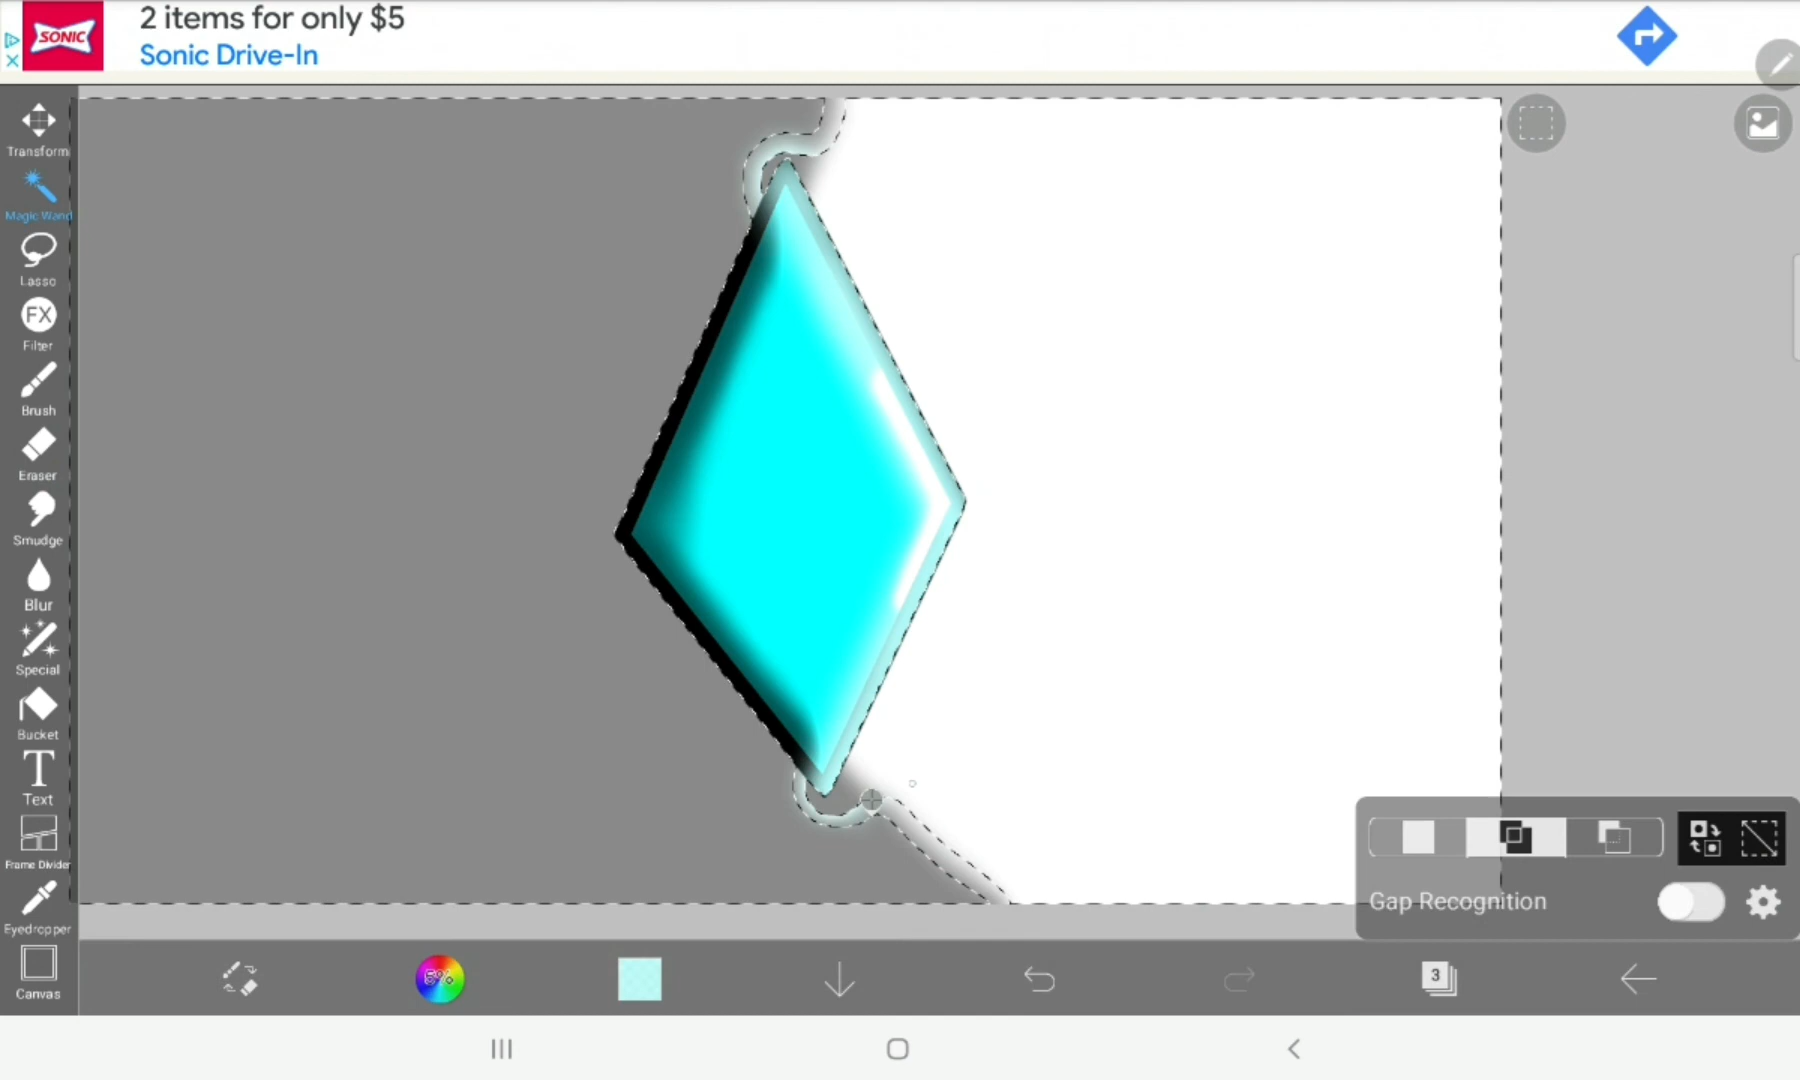 2 items for only $5
SONIC
Sonic Drive-In
Transform
Magic Wand
Lasso
FX
Filter
Brush
Eraser
Smudge
Blur
Special
Bucket
T
Text
Frame Divider
Eyedropper
Canvas
Gap Recognition
5%
3